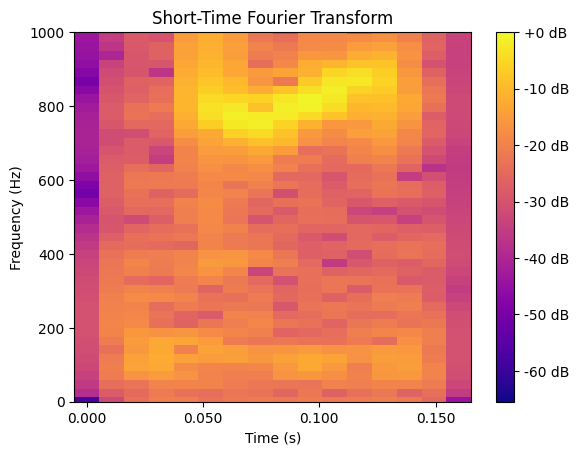 Short-Time Fourier Transform
1000
800
600
400
200
0
Frequency (Hz)
0.000
0.050
0.100
0.150
Time (s)
+0 dB
-10 dB
-20 dB
-30 dB
-40 dB
-50 dB
-60 dB